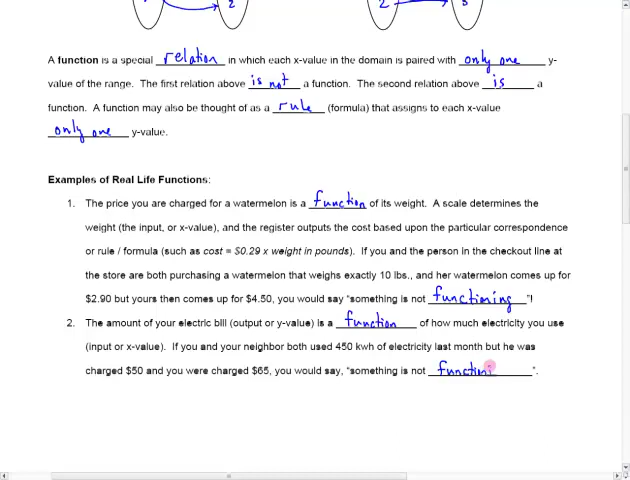 2
2
3
A function is a special relation in which each x-value in the domain is paired with only one y-
value of the range. The first relation above is not a function. The second relation above is a
function. A function may also be thought of as a rule (formula) that assigns to each x-value
only one y-value.
Examples of Real Life Functions:
1. The price you are charged for a watermelon is a function of its weight. A scale determines the
weight (the input, or x-value), and the register outputs the cost based upon the particular correspondence
or rule / formula (such as cost = $0.29 x weight in pounds). If you and the person in the checkout line at
the store are both purchasing a watermelon that weighs exactly 10 lbs., and her watermelon comes up for
$2.90 but yours then comes up for $4.50, you would say “something is not functioning”!
2. The amount of your electric bill (output or y-value) is a function of how much electricity you use
(input or x-value). If you and your neighbor both used 450 kwh of electricity last month but he was
charged $50 and you were charged $65, you would say, “something is not functioni”.